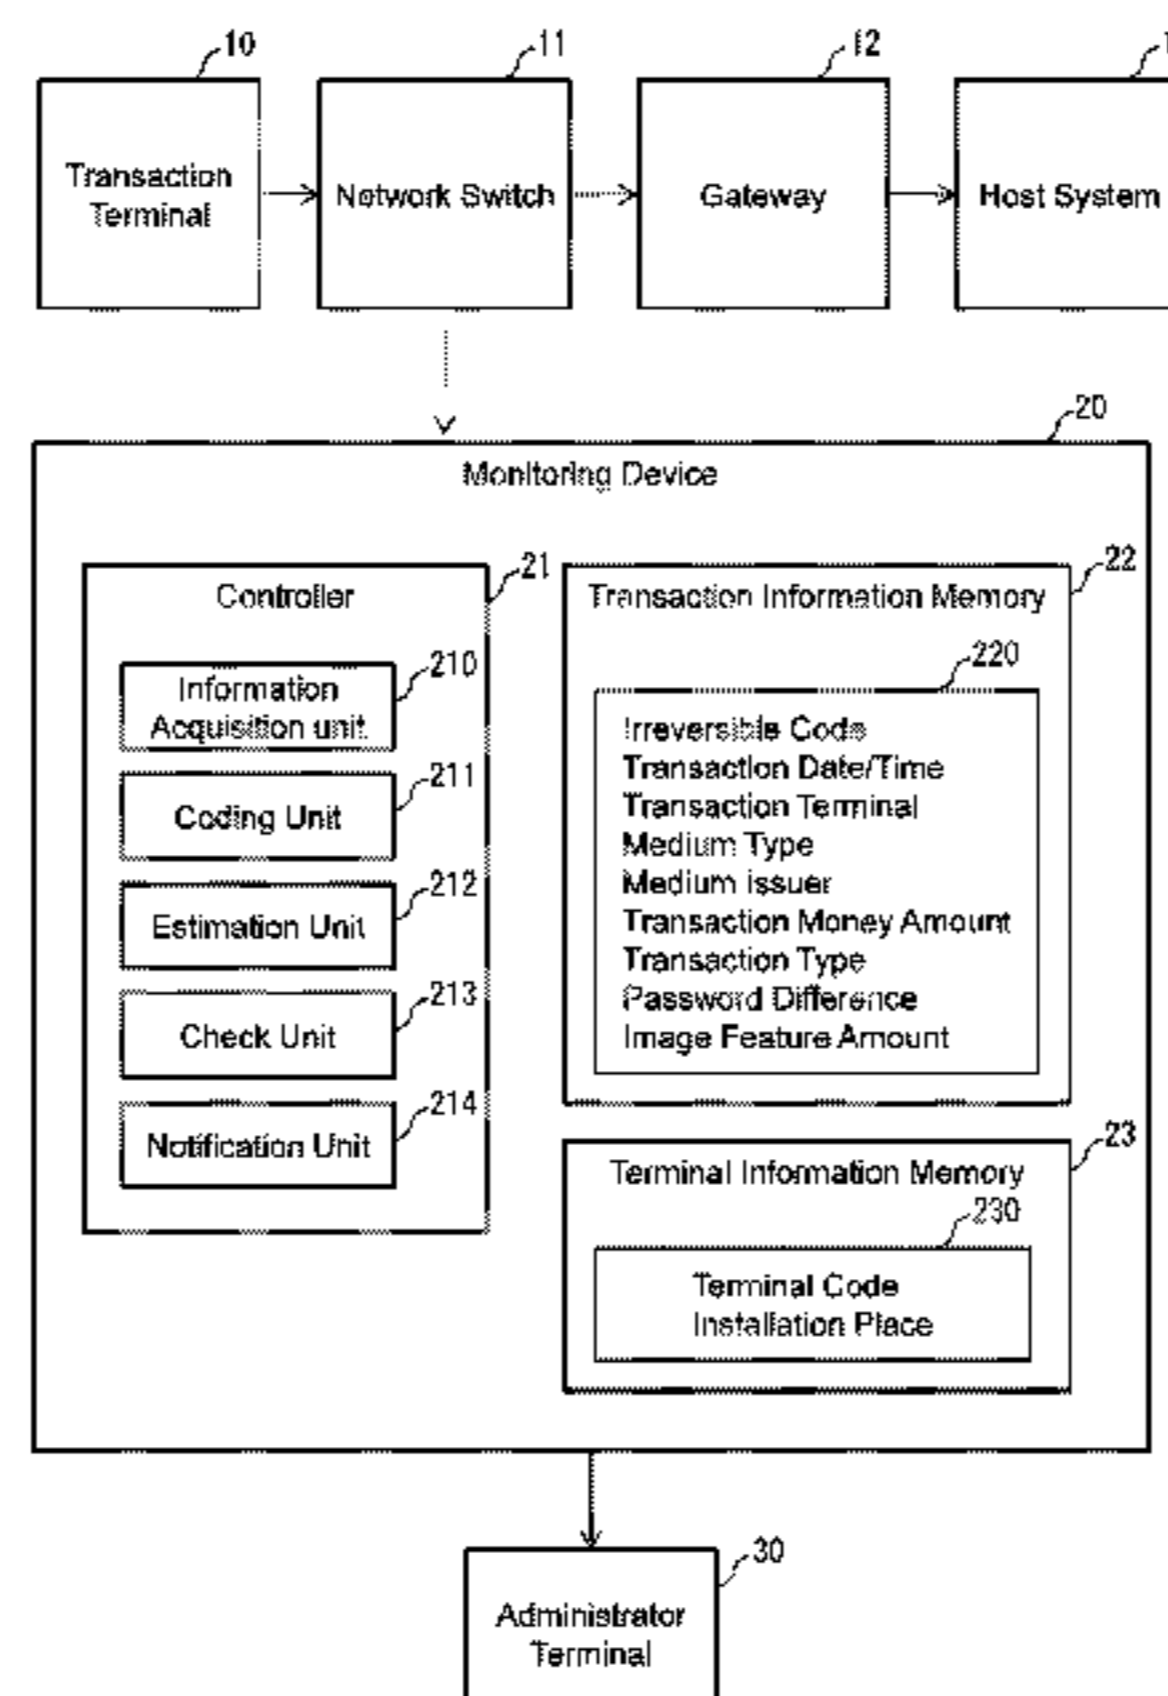 10
11
12
Transaction
Terminal
Network Switch
Gateway
Host System
20
Monitoring Device
21
Controller
210
Information
Acquisition unit
211
Coding Unit
212
Estimation Unit
213
Check Unit
214
Notification Unit
22
Transaction Information Memory
220
Irreversible Code
Transaction Date/Time
Transaction Terminal
Medium Type
Medium issuer
Transaction Money Amount
Transaction Type
Password Difference
Image Feature Amount
23
Terminal Information Memory
230
Terminal Code
Installation Place
30
Administrator
Terminal